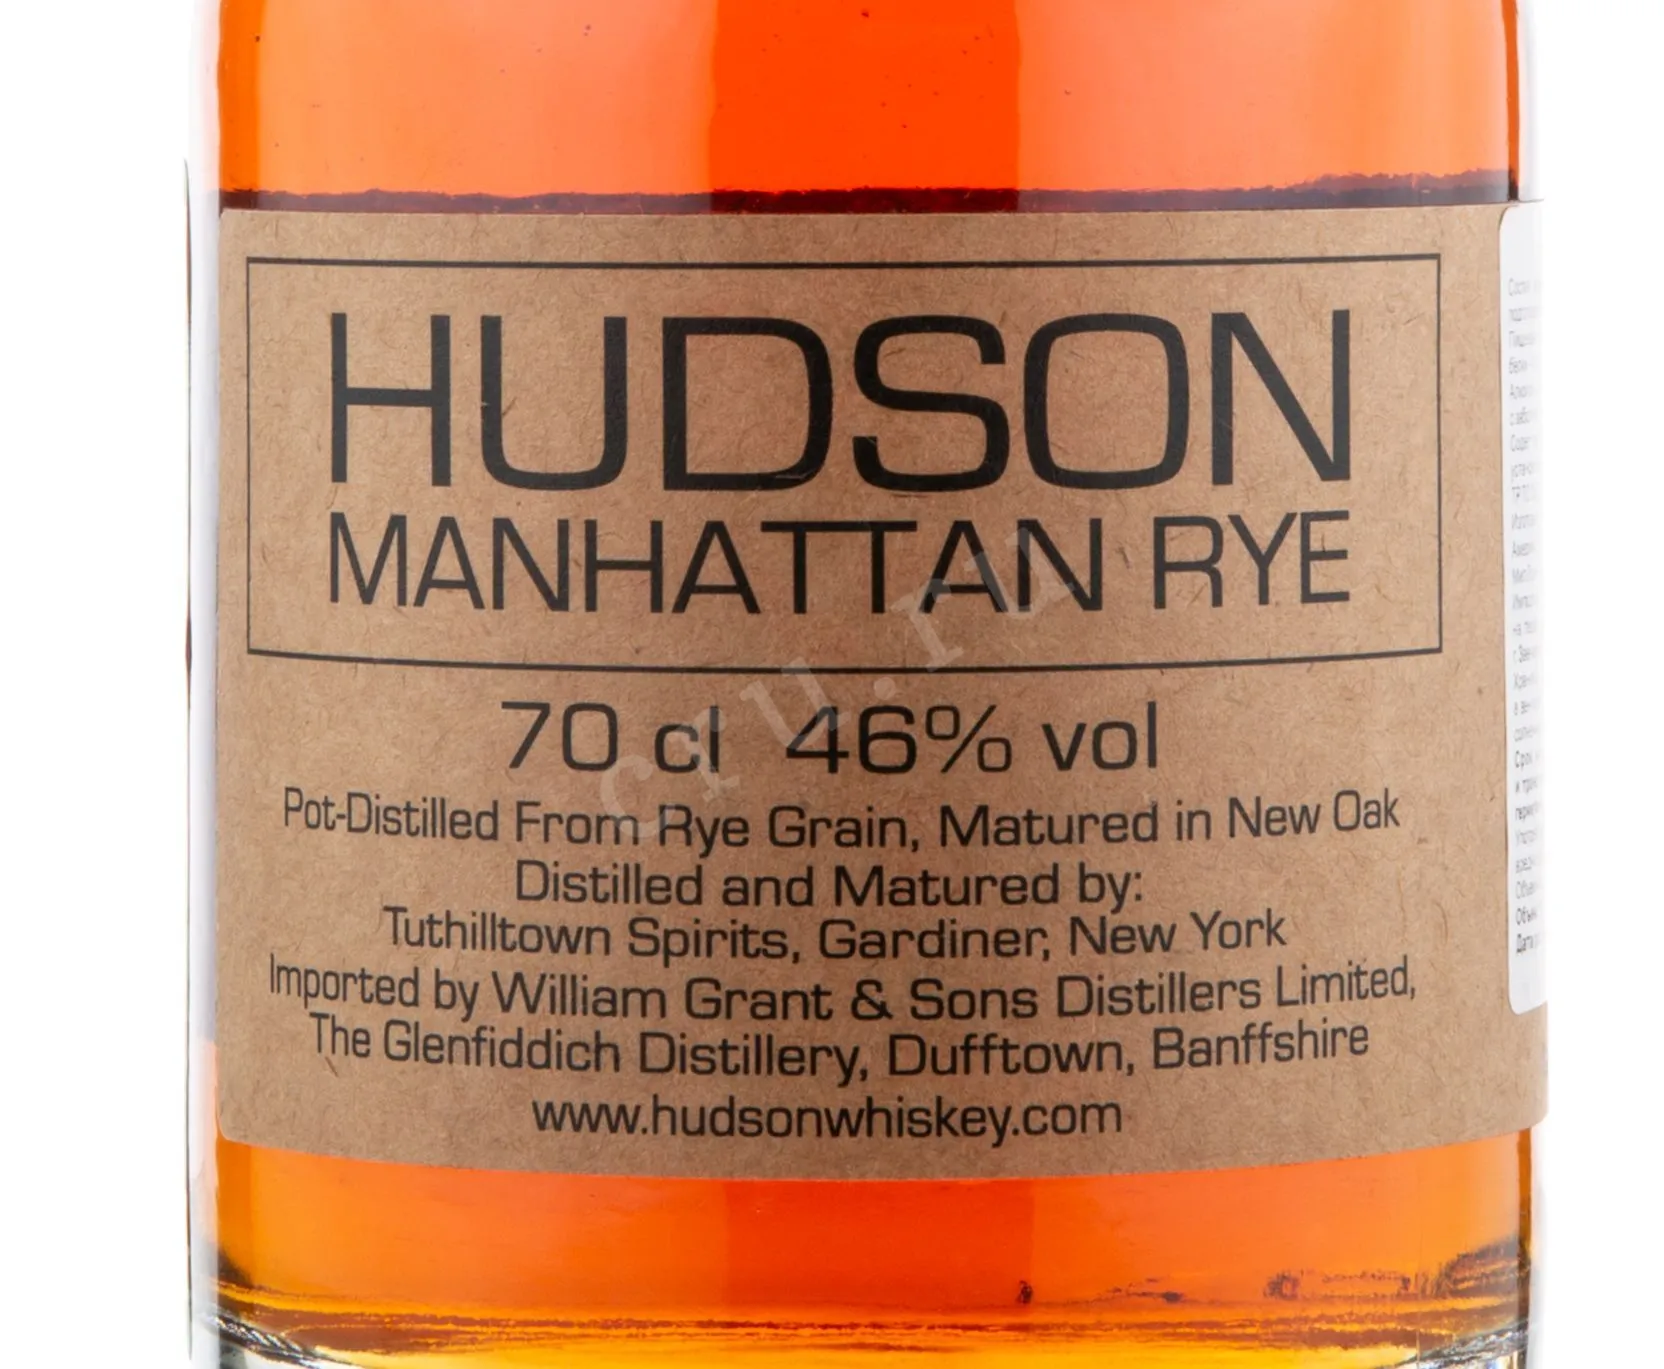 HUDSON
MANHATTAN RYE
70 cl 46% vol
Pot-Distilled From Rye Grain, Matured in New Oak
Distilled and Matured by:
Tuthilltown Spirits, Gardiner, New York
Imported by William Grant & Sons Distillers Limited,
The Glenfiddich Distillery, Dufftown, Banffshire
www.hudsonwhiskey.com
cru.ru